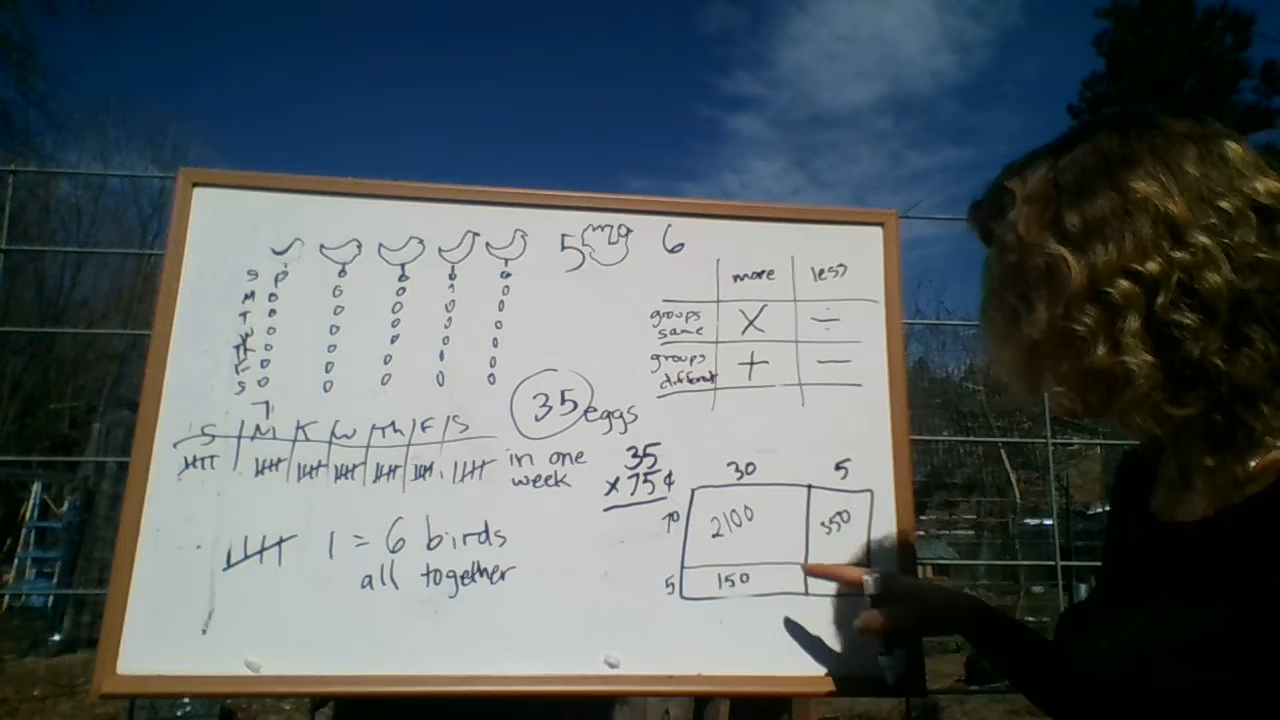 5 6
S
M
T
W
TH
F
S
7
35 eggs
in one
week
S M T W Th F S
1 = 6 birds
all together
more less
groups
same X ÷
groups
different + −
35
x 75¢
30 5
70 2100 350
5 150